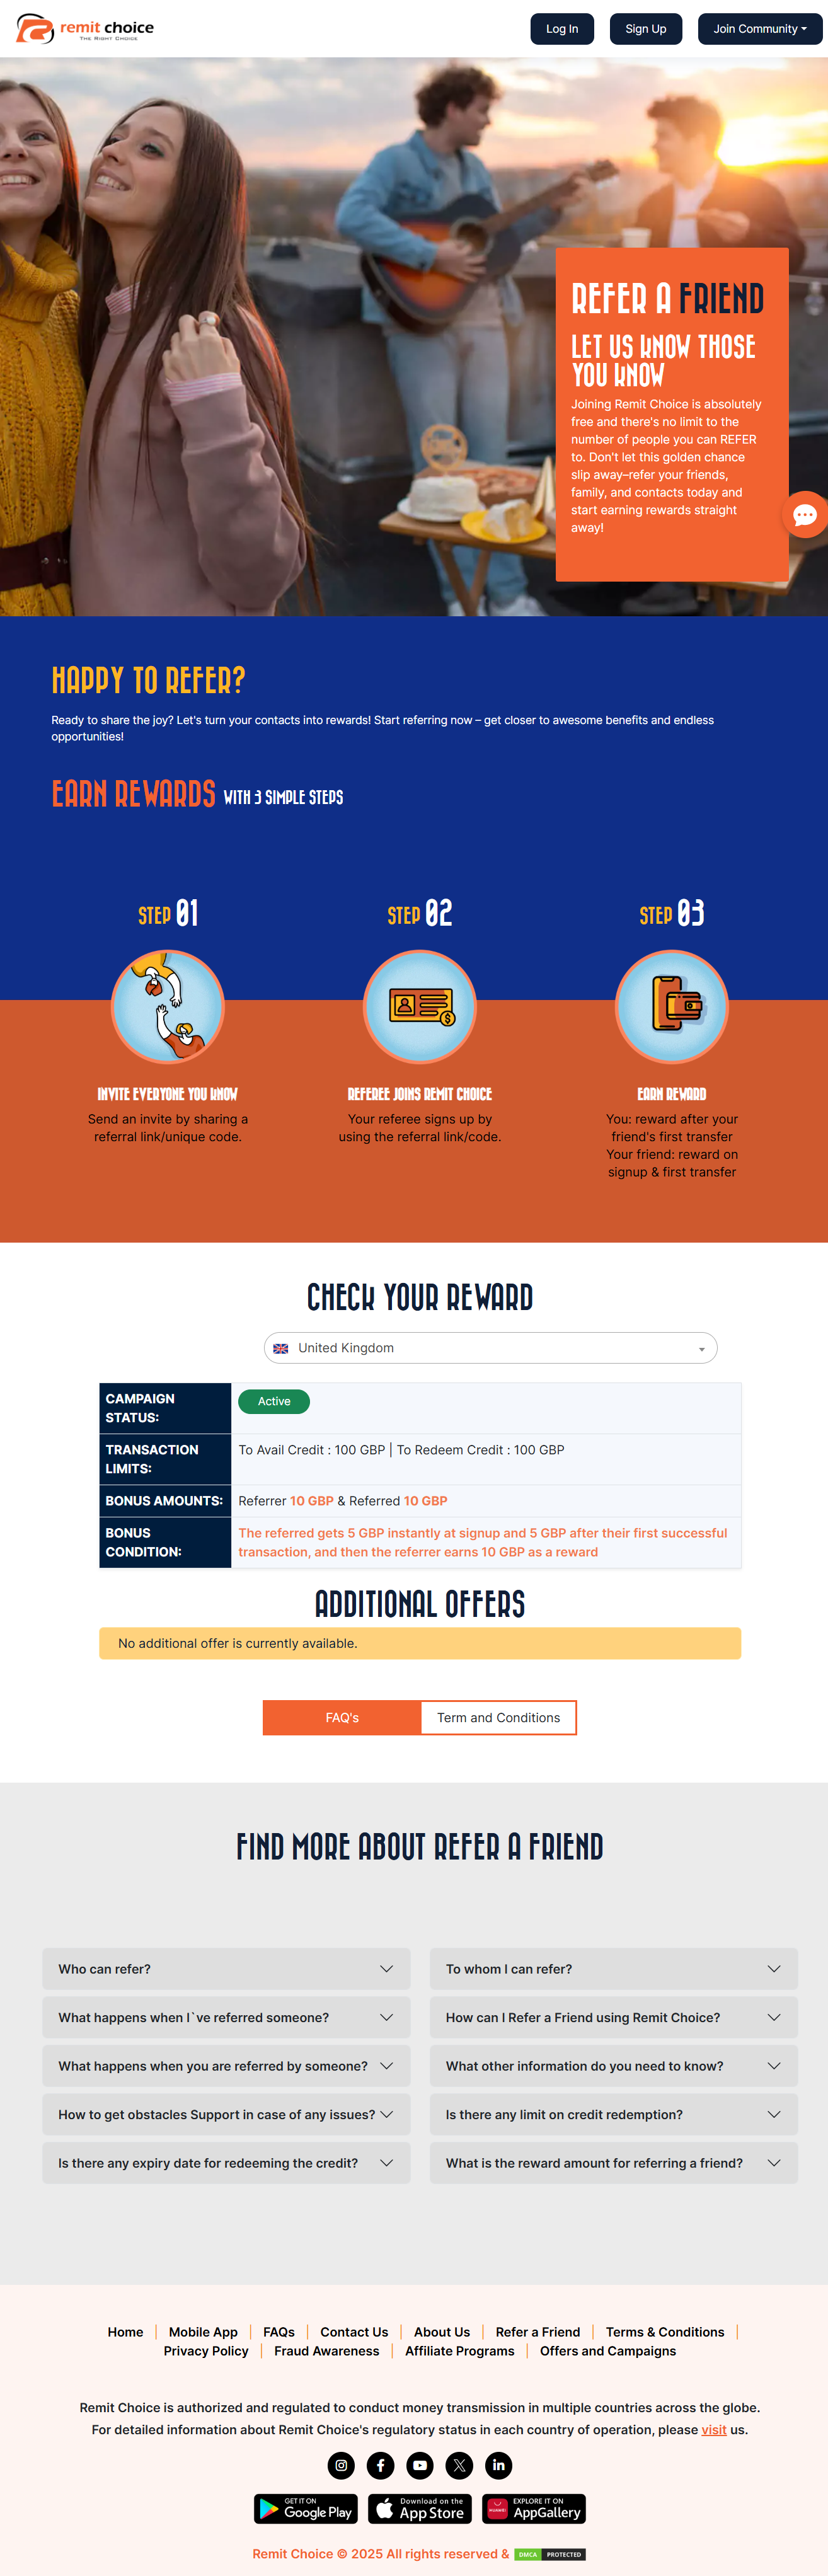 remit choice
THE RIGHT CHOICE
Log In
Sign Up
Join Community
REFER A FRIEND
LET US KNOW THOSE
YOU KNOW
Joining Remit Choice is absolutely
free and there's no limit to the
number of people you can REFER
to. Don't let this golden chance
slip away–refer your friends,
family, and contacts today and
start earning rewards straight
away!
HAPPY TO REFER?
Ready to share the joy? Let's turn your contacts into rewards! Start referring now – get closer to awesome benefits and endless
opportunities!
EARN REWARDS WITH 3 SIMPLE STEPS
STEP 01
STEP 02
STEP 03
INVITE EVERYONE YOU KNOW
Send an invite by sharing a
referral link/unique code.
REFEREE JOINS REMIT CHOICE
Your referee signs up by
using the referral link/code.
EARN REWARD
You: reward after your
friend's first transfer
Your friend: reward on
signup & first transfer
CHECK YOUR REWARD
United Kingdom
CAMPAIGN
STATUS:
Active
TRANSACTION
LIMITS:
To Avail Credit : 100 GBP | To Redeem Credit : 100 GBP
BONUS AMOUNTS:
Referrer 10 GBP & Referred 10 GBP
BONUS
CONDITION:
The referred gets 5 GBP instantly at signup and 5 GBP after their first successful
transaction, and then the referrer earns 10 GBP as a reward
ADDITIONAL OFFERS
No additional offer is currently available.
FAQ's
Term and Conditions
FIND MORE ABOUT REFER A FRIEND
Who can refer?
To whom I can refer?
What happens when I`ve referred someone?
How can I Refer a Friend using Remit Choice?
What happens when you are referred by someone?
What other information do you need to know?
How to get obstacles Support in case of any issues?
Is there any limit on credit redemption?
Is there any expiry date for redeeming the credit?
What is the reward amount for referring a friend?
Home | Mobile App | FAQs | Contact Us | About Us | Refer a Friend | Terms & Conditions |
Privacy Policy | Fraud Awareness | Affiliate Programs | Offers and Campaigns
Remit Choice is authorized and regulated to conduct money transmission in multiple countries across the globe.
For detailed information about Remit Choice's regulatory status in each country of operation, please visit us.
GET IT ON
Google Play
Download on the
App Store
HUAWEI
EXPLORE IT ON
AppGallery
Remit Choice © 2025 All rights reserved & DMCA PROTECTED